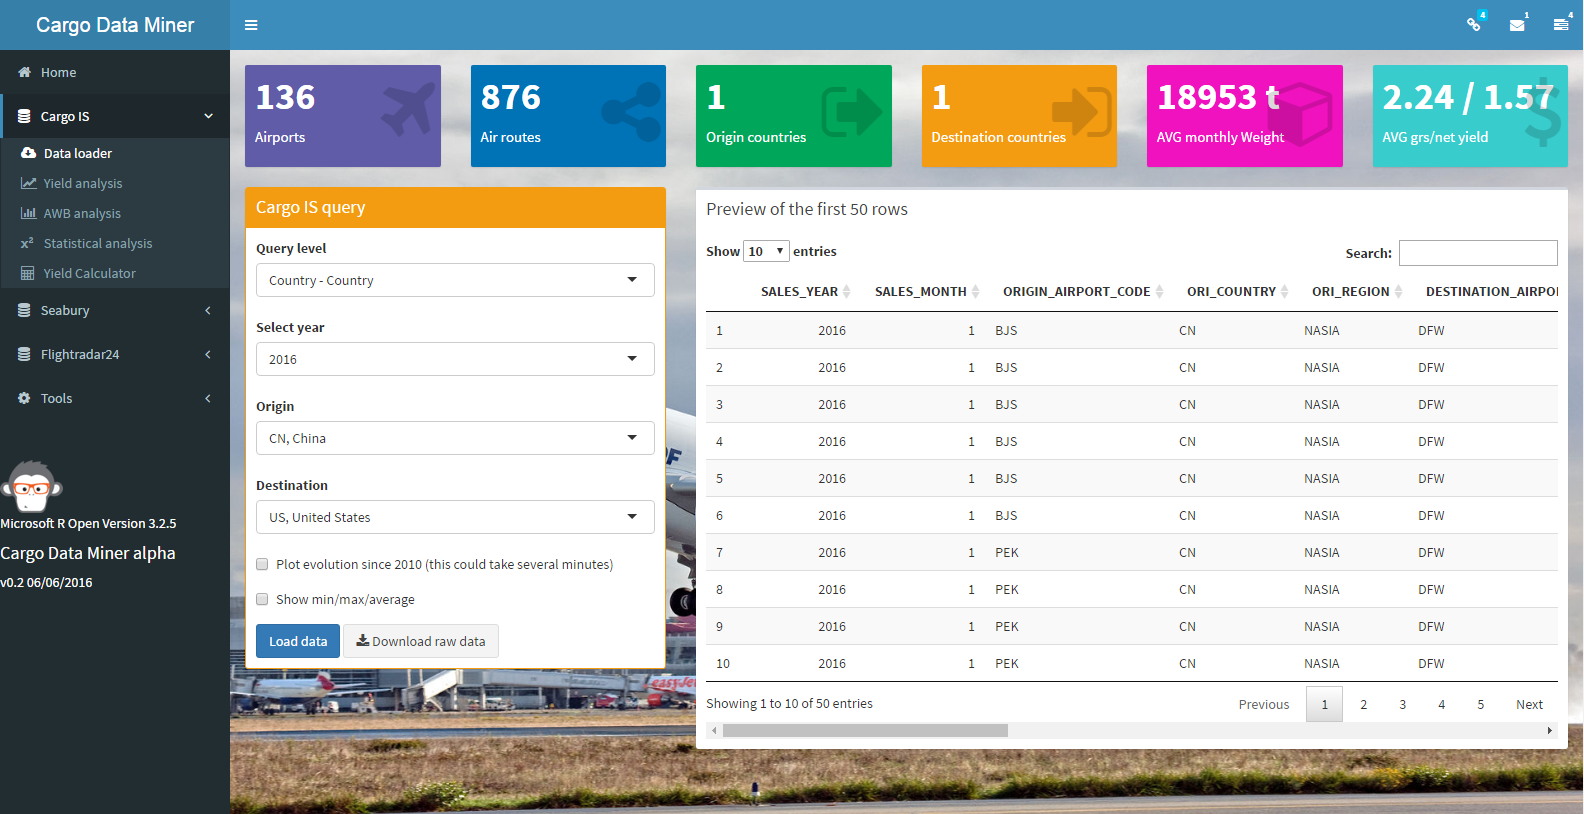 Cargo Data Miner
4
1
4
Home
Cargo IS
Data loader
Yield analysis
AWB analysis
x² Statistical analysis
Yield Calculator
Seabury
Flightradar24
Tools
Microsoft R Open Version 3.2.5
Cargo Data Miner alpha
v0.2 06/06/2016
136
Airports
876
Air routes
1
Origin countries
1
Destination countries
18953 t
AVG monthly Weight
2.24 / 1.57
AVG grs/net yield
$
Cargo IS query
Query level
Country - Country
Select year
2016
Origin
CN, China
Destination
US, United States
Plot evolution since 2010 (this could take several minutes)
Show min/max/average
Load data Download raw data
easyJet
Preview of the first 50 rows
Show 10 entries
Search:
SALES_YEAR SALES_MONTH ORIGIN_AIRPORT_CODE ORI_COUNTRY ORI_REGION DESTINATION_AIRPO
1 2016 1 BJS CN NASIA DFW
2 2016 1 BJS CN NASIA DFW
3 2016 1 BJS CN NASIA DFW
4 2016 1 BJS CN NASIA DFW
5 2016 1 BJS CN NASIA DFW
6 2016 1 BJS CN NASIA DFW
7 2016 1 PEK CN NASIA DFW
8 2016 1 PEK CN NASIA DFW
9 2016 1 PEK CN NASIA DFW
10 2016 1 PEK CN NASIA DFW
Showing 1 to 10 of 50 entries
Previous 1 2 3 4 5 Next